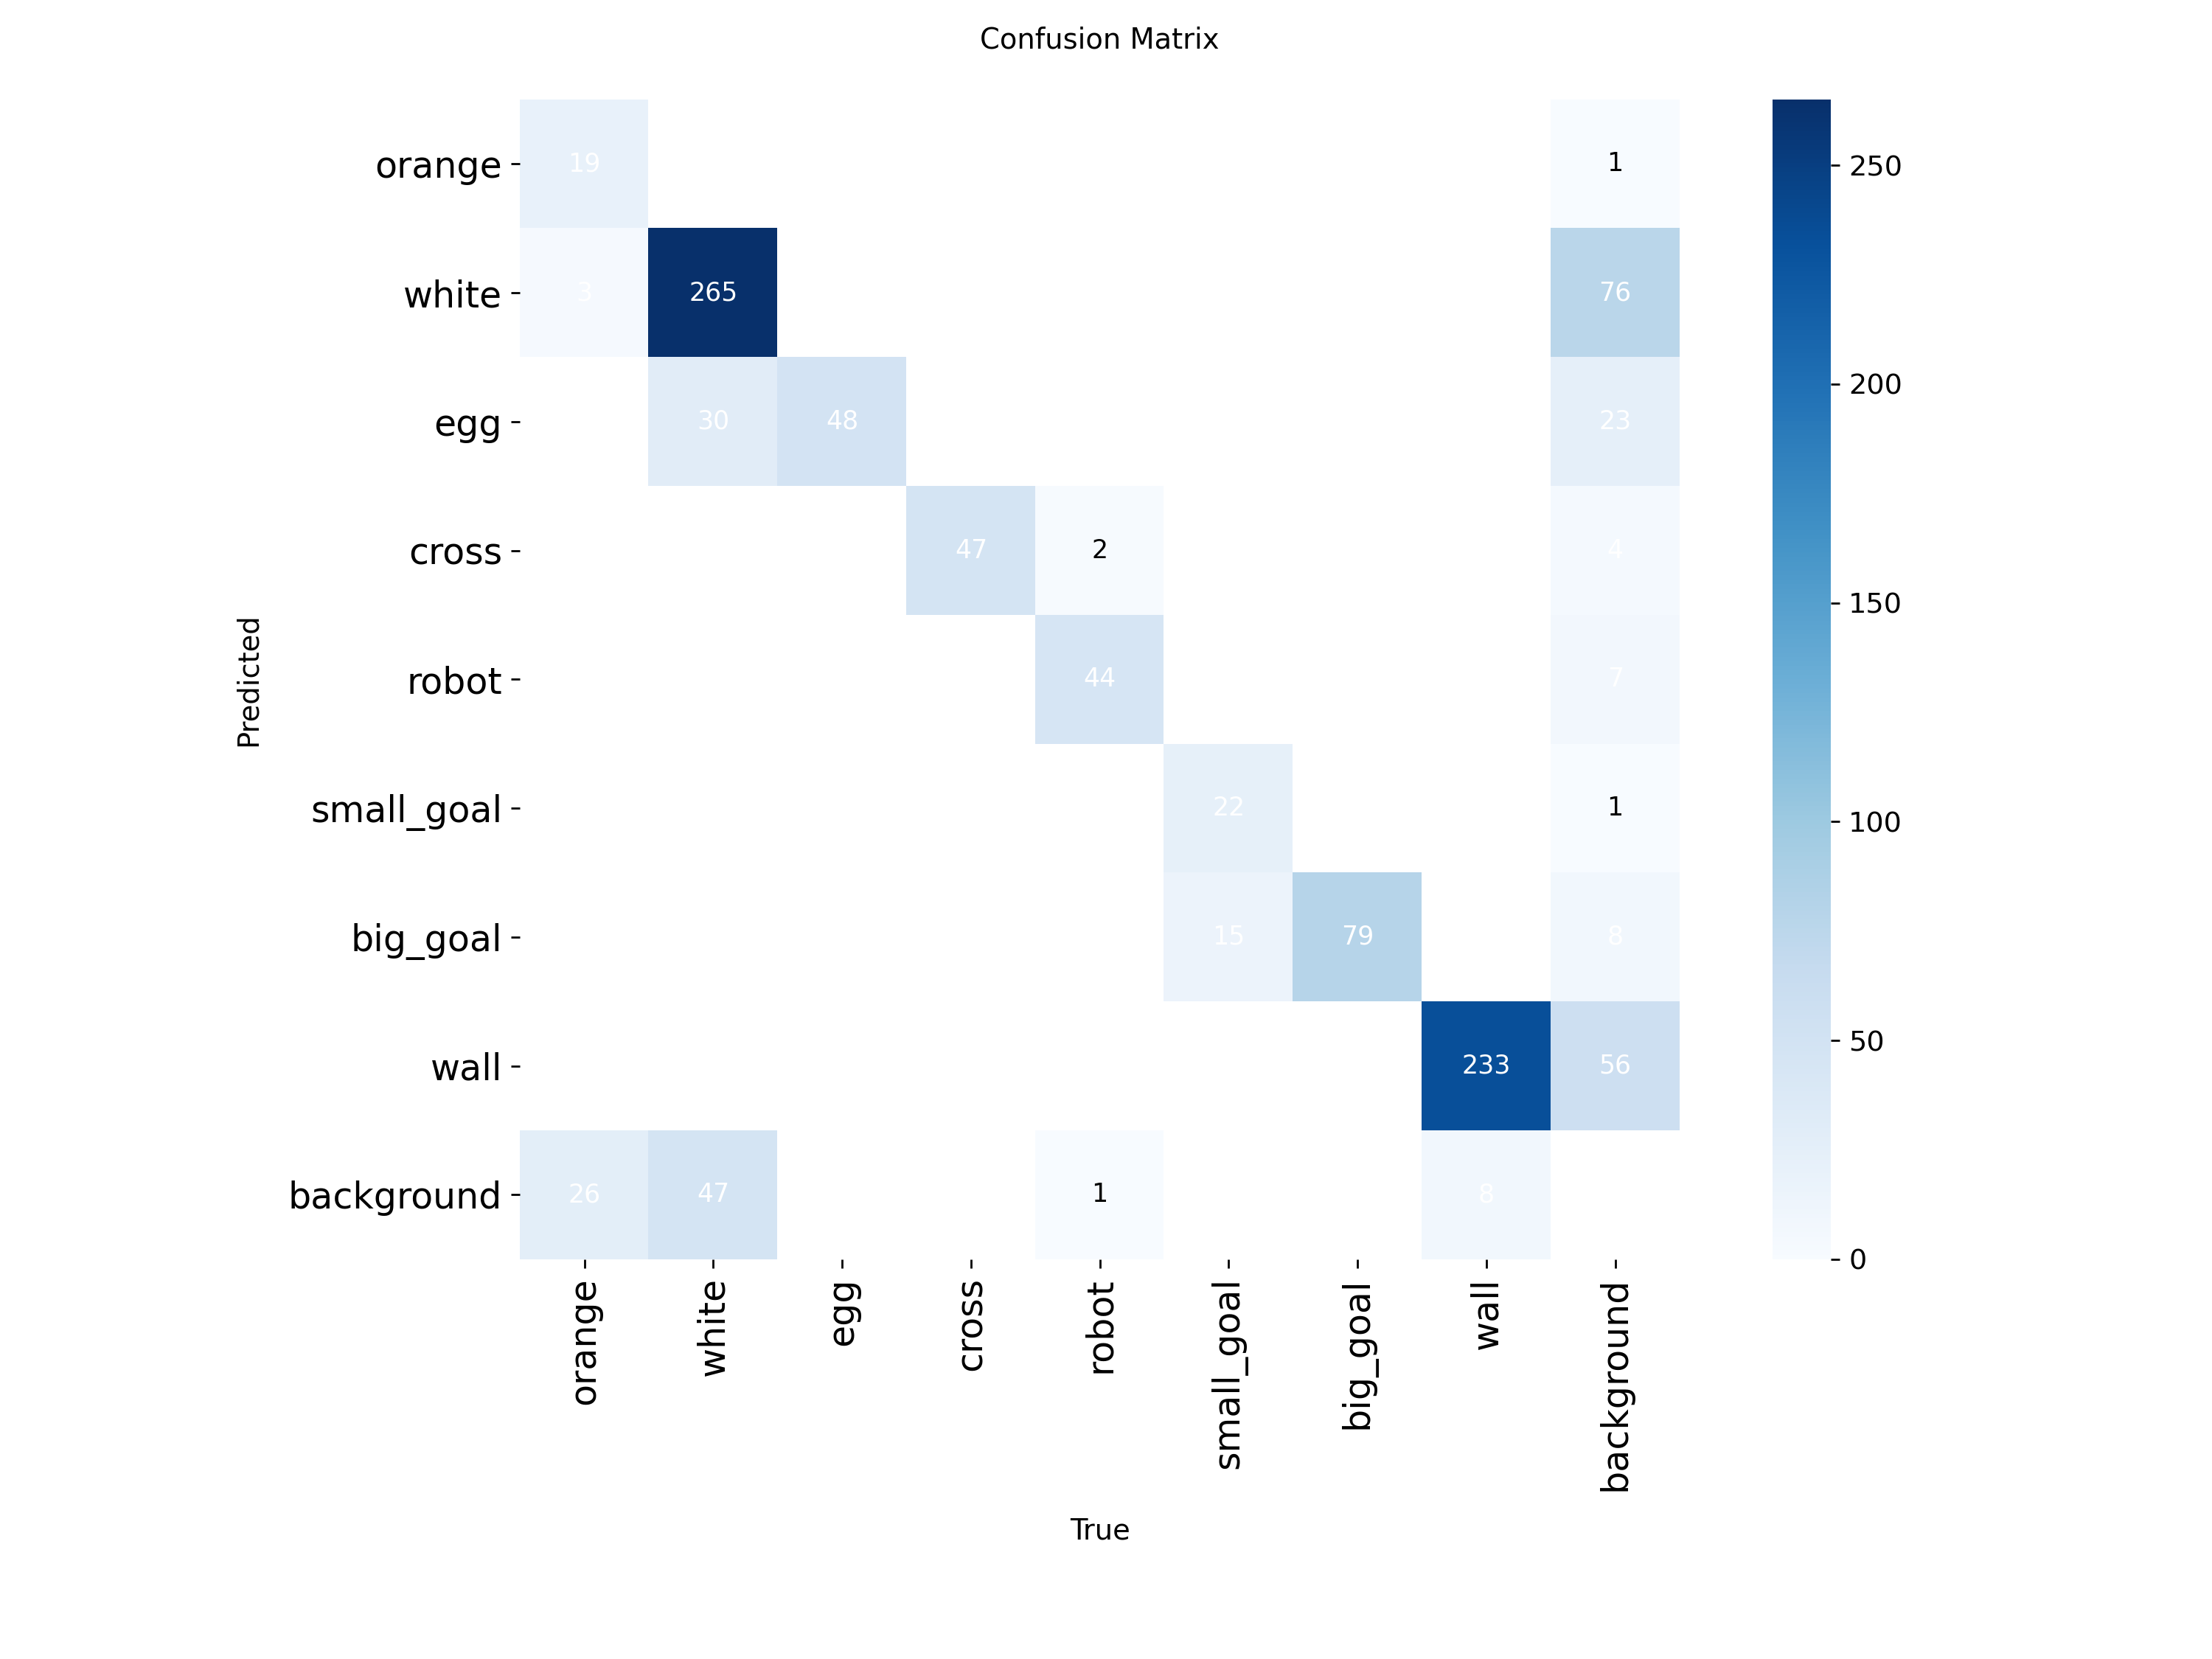 Confusion Matrix
orange 19 1
white 3 265 76
egg 30 48 23
cross 47 2 4
robot 44 7
small_goal 22 1
big_goal 15 79 8
wall 233 56
background 26 47 1 8
Predicted
orange white egg cross robot small_goal big_goal wall background
True
250
200
150
100
50
0